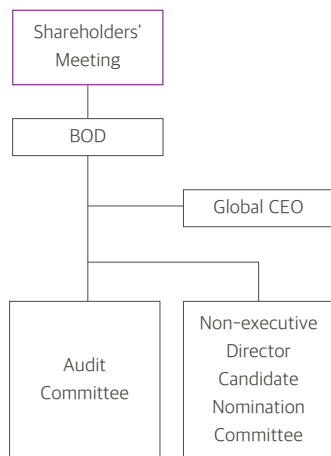 Shareholders'
Meeting
BOD
Global CEO
Audit
Committee
Non-executive
Director
Candidate
Nomination
Committee